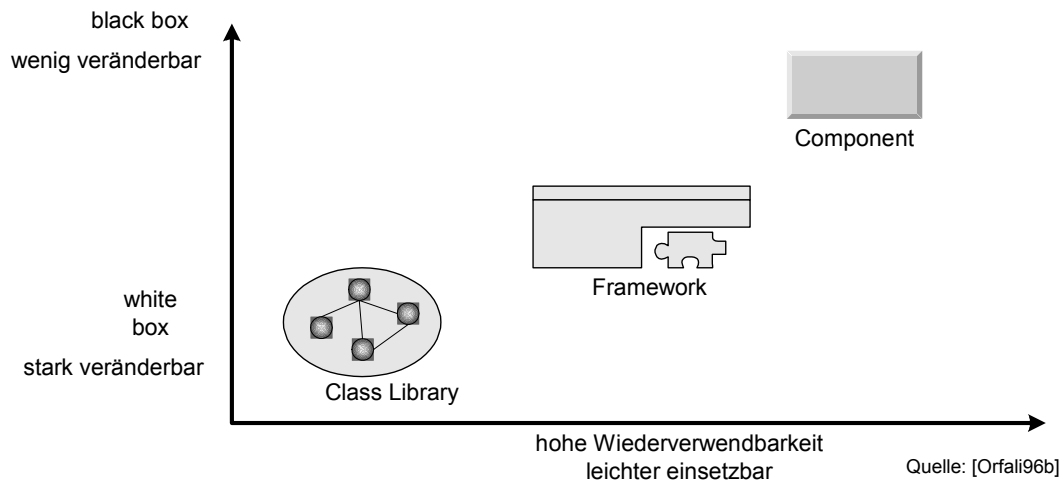 black box
wenig veränderbar
Component
Framework
white
box
stark veränderbar
Class Library
hohe Wiederverwendbarkeit
leichter einsetzbar
Quelle: [Orfali96b]